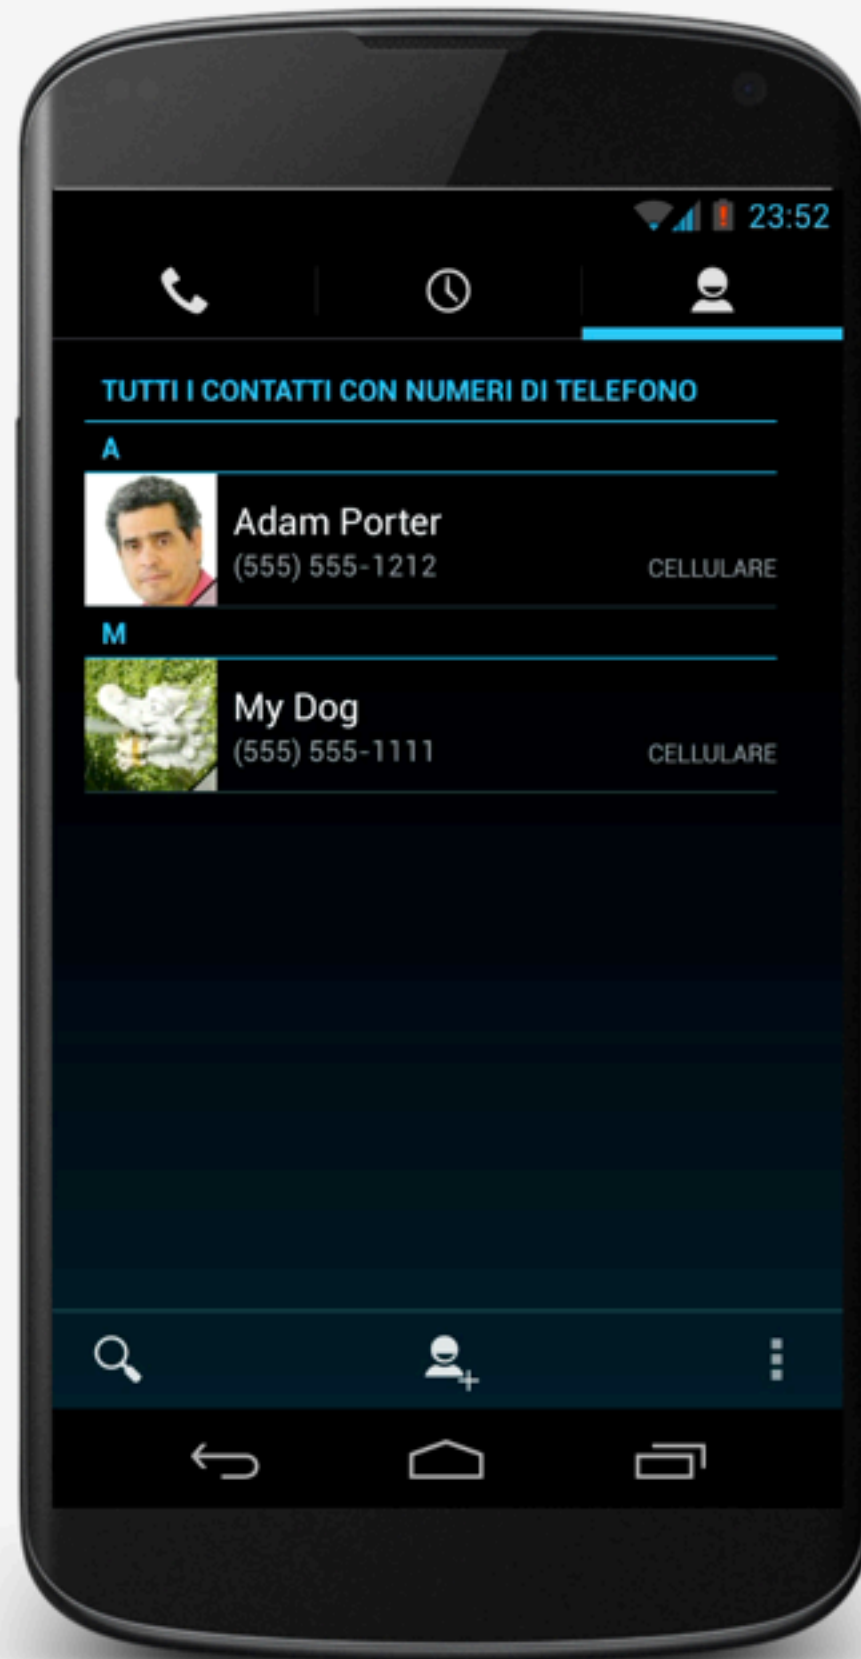 23:52
TUTTI I CONTATTI CON NUMERI DI TELEFONO
A
Adam Porter
(555) 555-1212 CELLULARE
M
My Dog
(555) 555-1111 CELLULARE